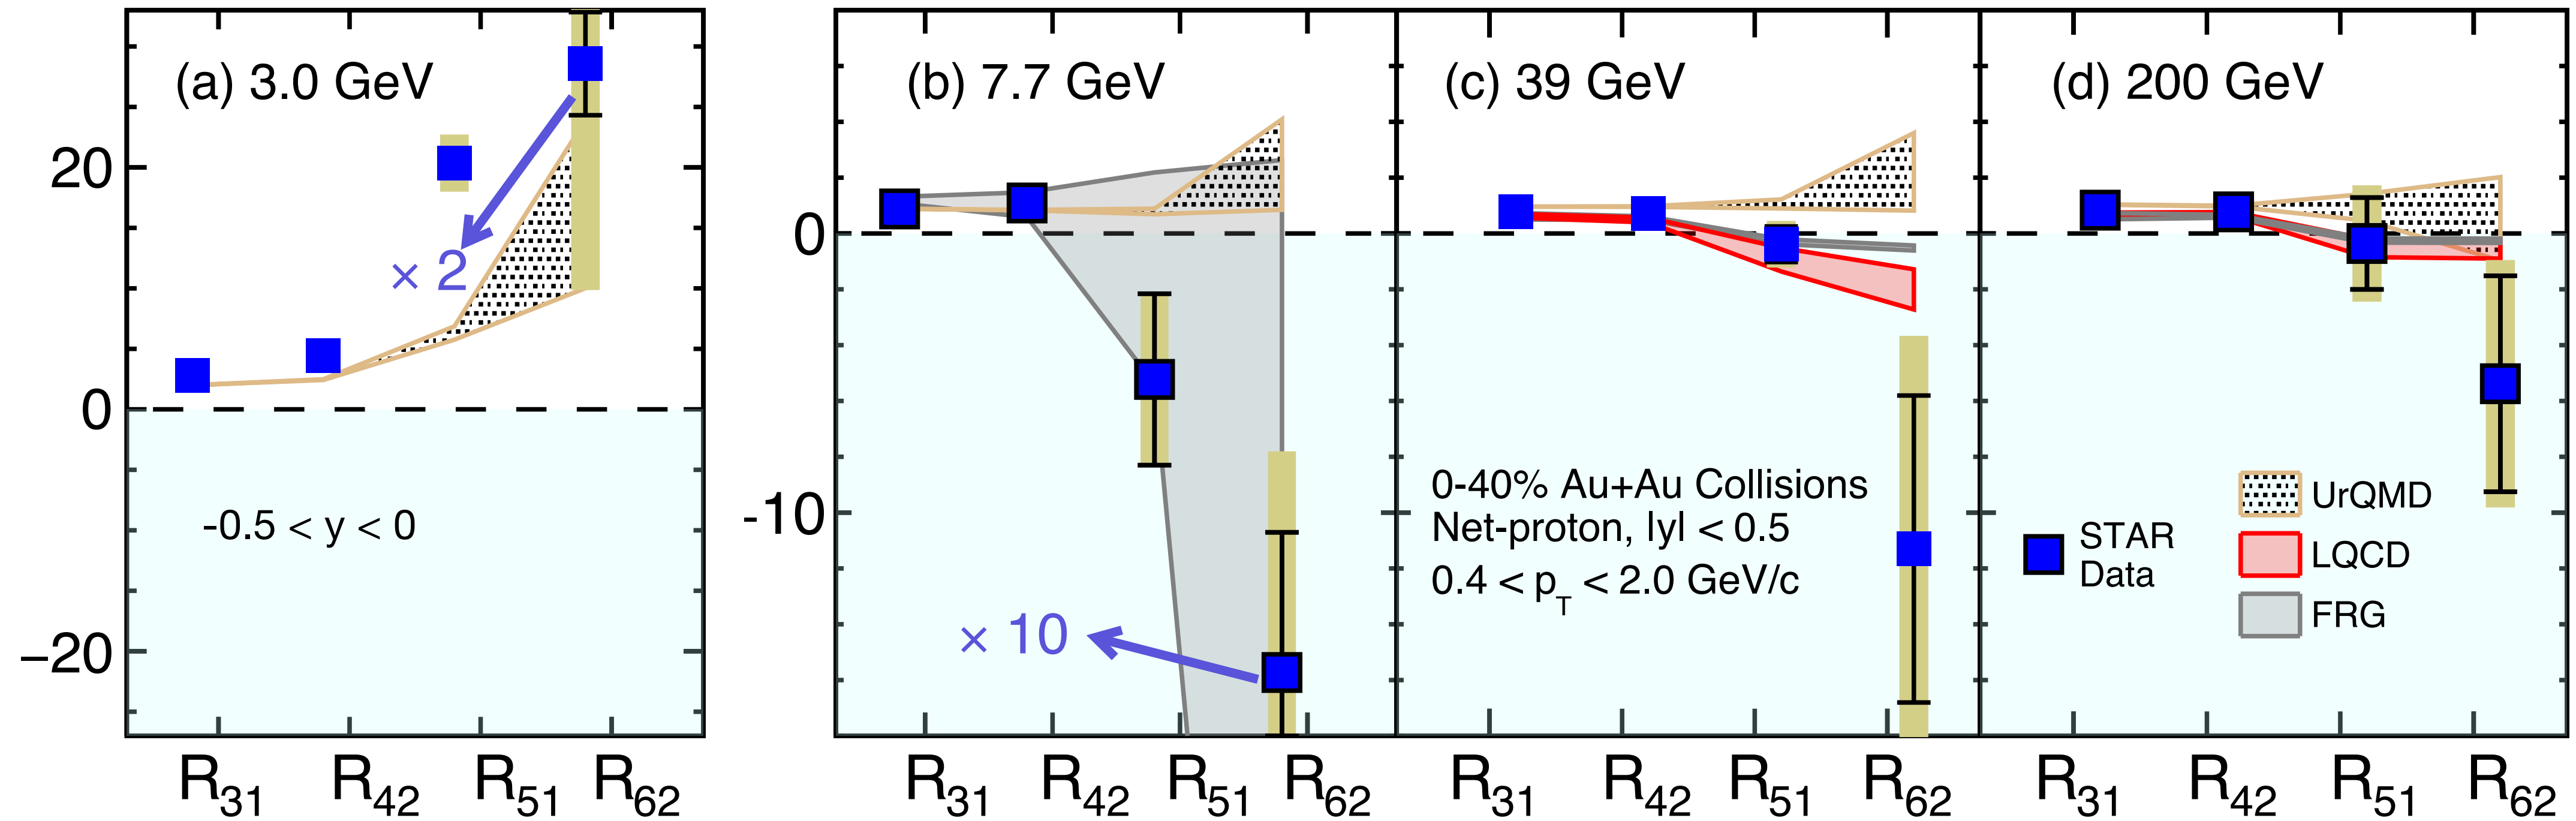 (a) 3.0 GeV
20
0
−20
× 2
-0.5 < y < 0
R31
R42
R51
R62
(b) 7.7 GeV
0
-10
× 10
R31
R42
R51
R62
(c) 39 GeV
0-40% Au+Au Collisions
Net-proton, |y| < 0.5
0.4 < pT < 2.0 GeV/c
R31
R42
R51
R62
(d) 200 GeV
STAR
Data
UrQMD
LQCD
FRG
R31
R42
R51
R62